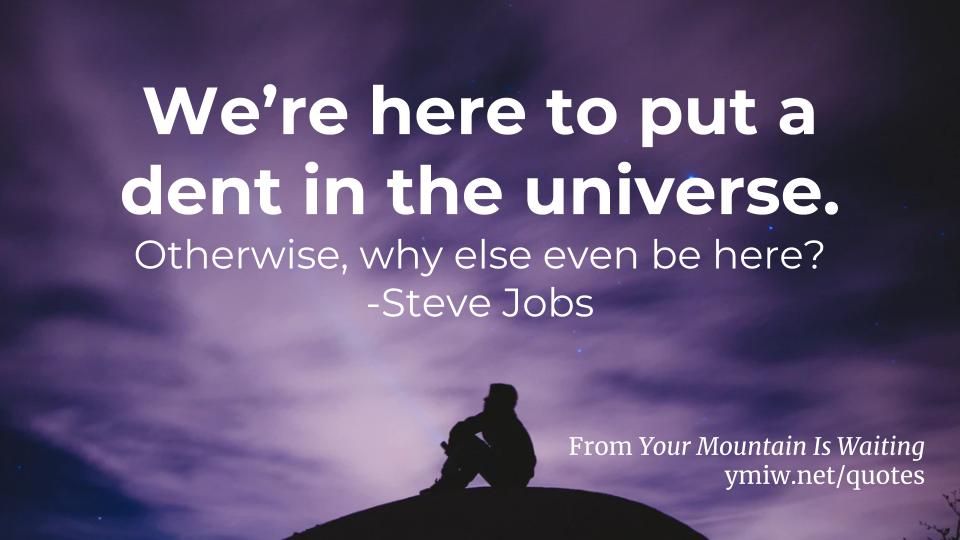 We’re here to put a
dent in the universe.
Otherwise, why else even be here?
-Steve Jobs
From Your Mountain Is Waiting
ymiw.net/quotes